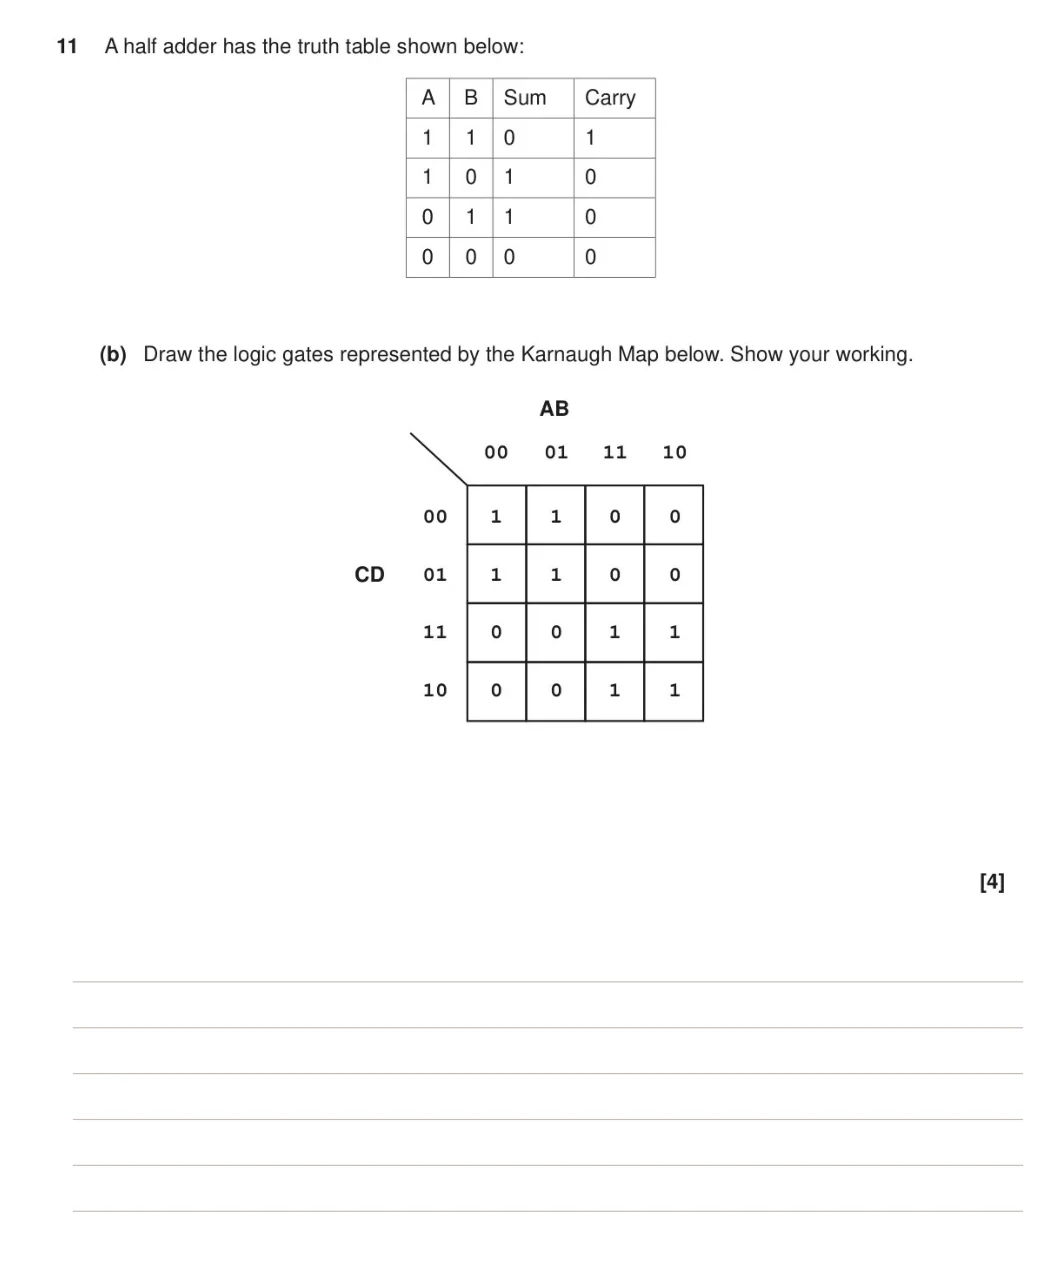 11 A half adder has the truth table shown below:
A B Sum Carry
1 1 0 1
1 0 1 0
0 1 1 0
0 0 0 0
(b) Draw the logic gates represented by the Karnaugh Map below. Show your working.
AB
00 01 11 10
00 1 1 0 0
CD 01 1 1 0 0
11 0 0 1 1
10 0 0 1 1
[4]